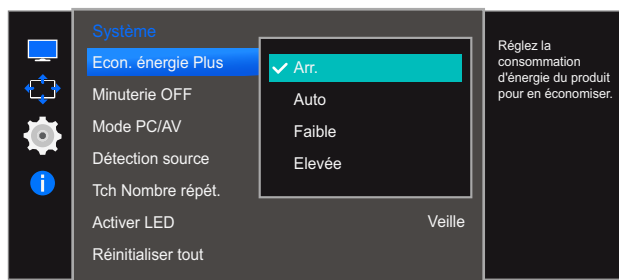 Système
Econ. énergie Plus
Arr.
Minuterie OFF
Auto
Mode PC/AV
Faible
Détection source
Elevée
Tch Nombre répét.
Activer LED
Veille
Réinitialiser tout
Réglez la
consommation
d'énergie du produit
pour en économiser.